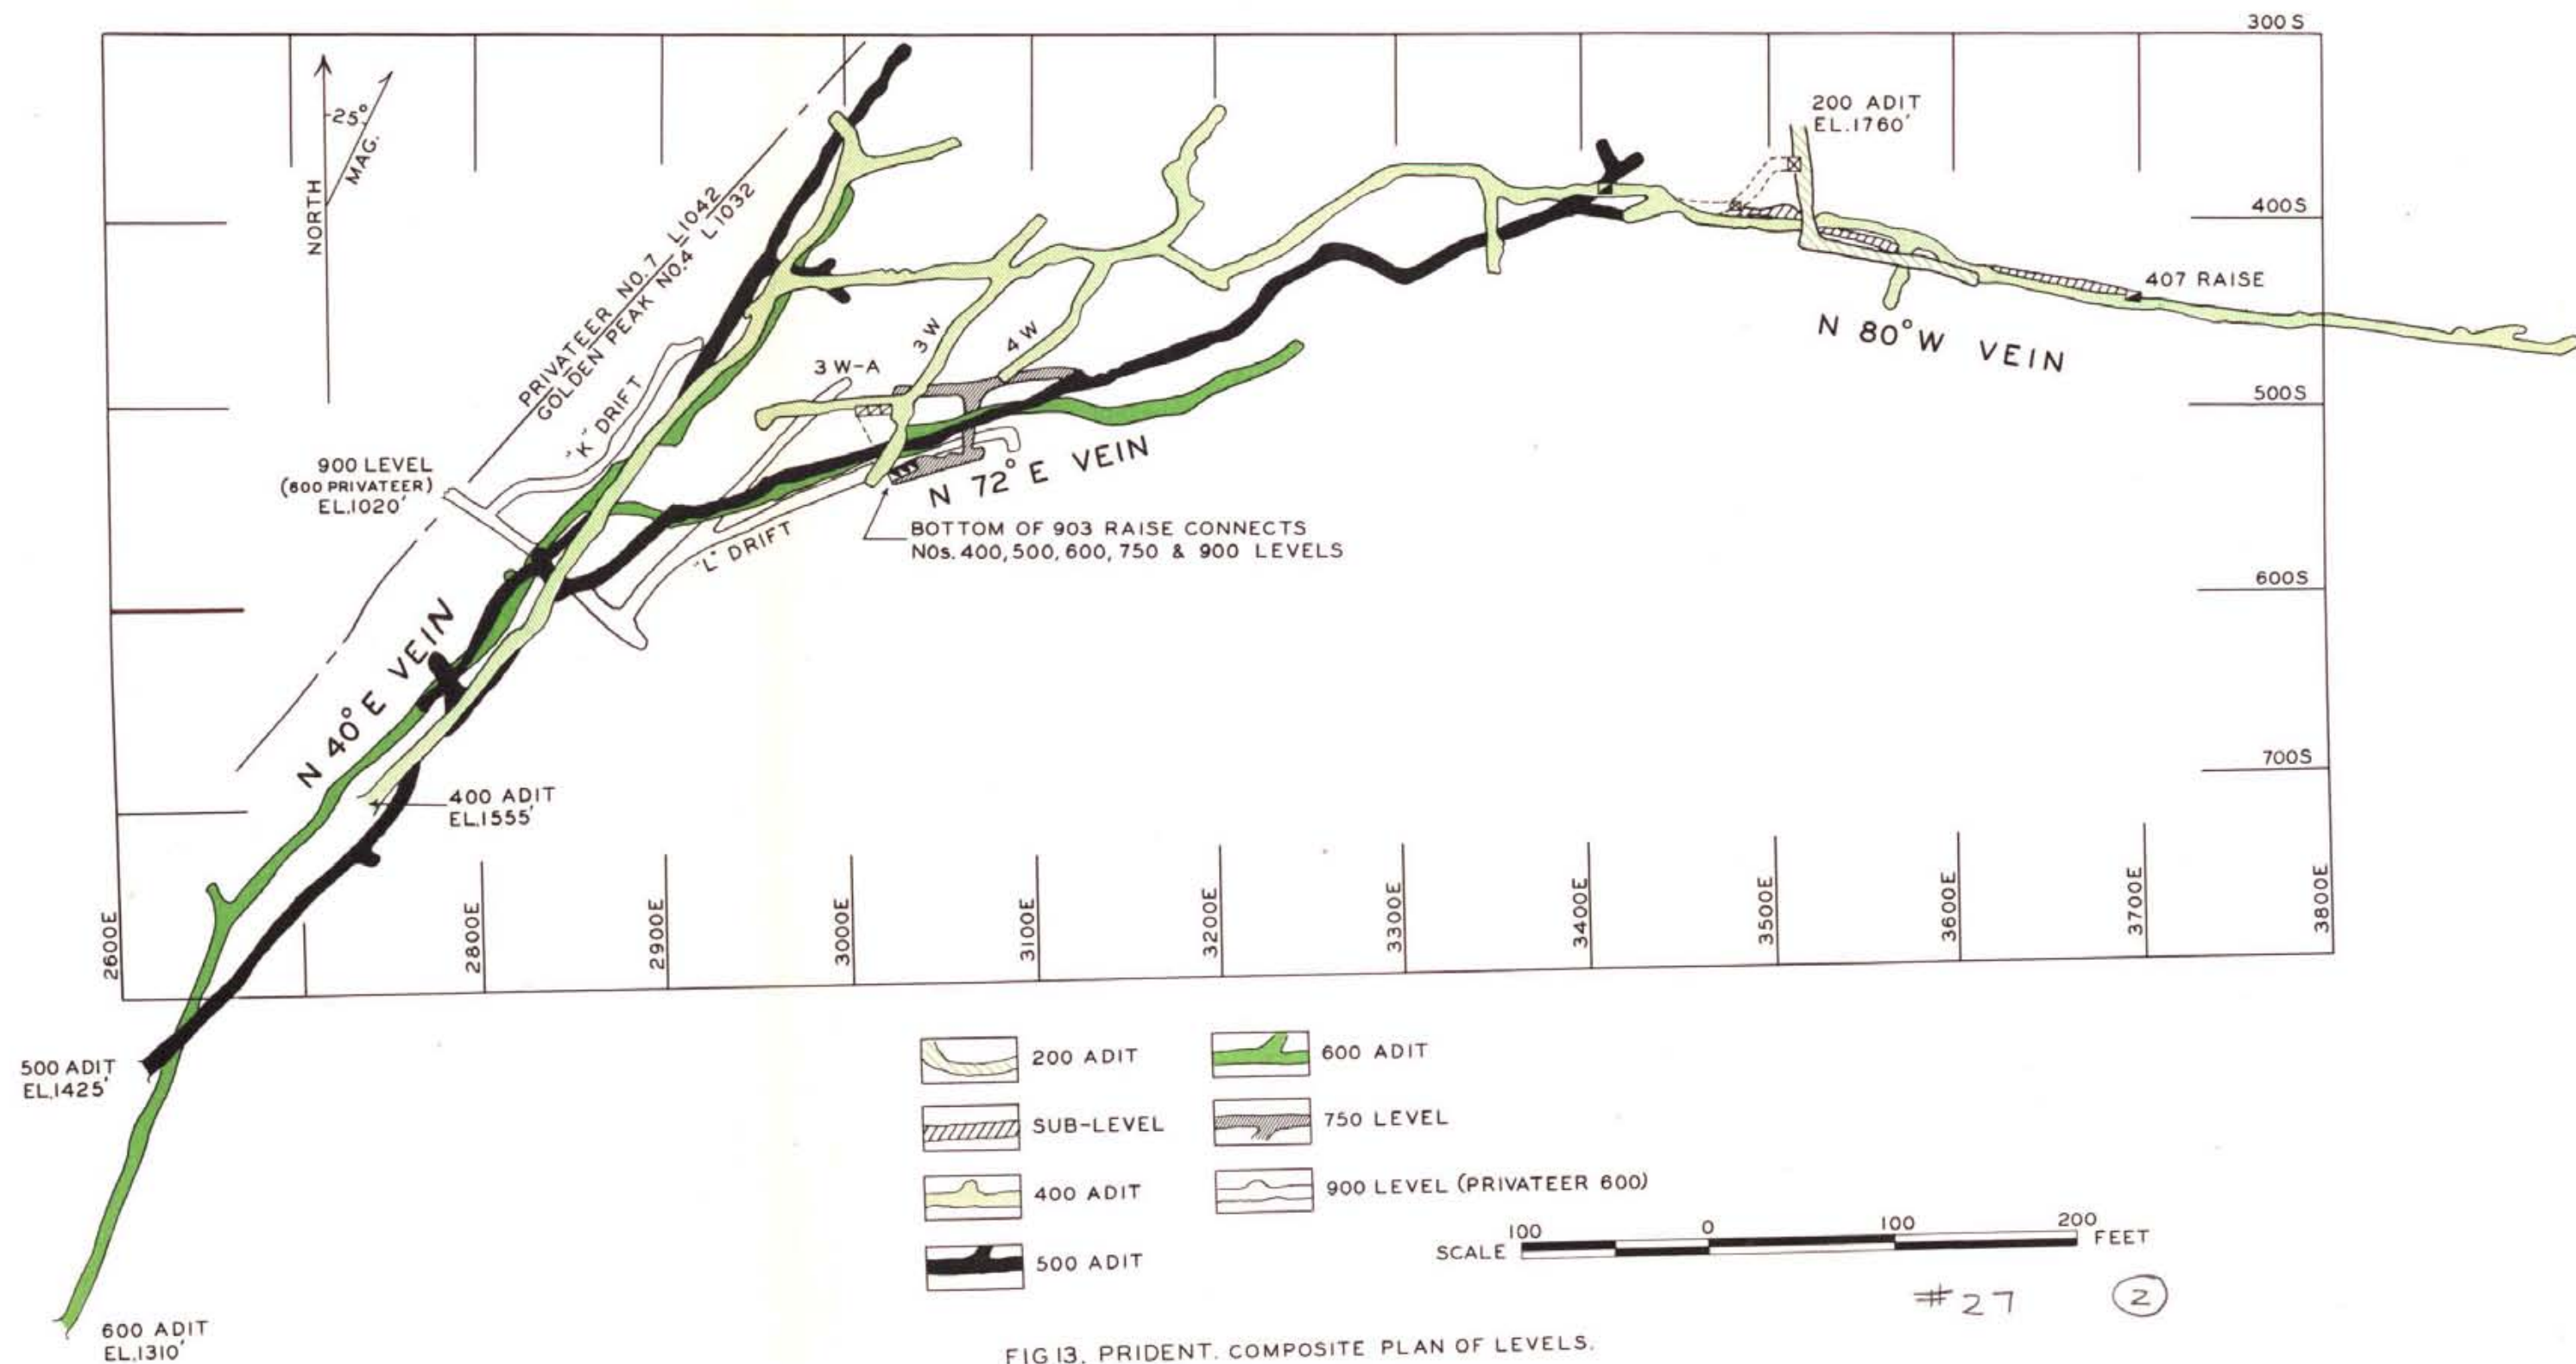 300 S
200 ADIT
EL.1760'
25°
MAG.
NORTH
400S
PRIVATEER NO. 7 L1042
GOLDEN PEAK NO.4 L1032
407 RAISE
N 80° W VEIN
3 W
4 W
3 W-A
"K" DRIFT
500S
900 LEVEL
(600 PRIVATEER)
EL.1020'
N 72° E VEIN
BOTTOM OF 903 RAISE CONNECTS
NOs. 400, 500, 600, 750 & 900 LEVELS
"L" DRIFT
600S
N 40° E VEIN
700S
400 ADIT
EL.1555'
2600E
2800E
2900E
3000E
3100E
3200E
3300E
3400E
3500E
3600E
3700E
3800E
500 ADIT
EL.1425'
200 ADIT
600 ADIT
SUB-LEVEL
750 LEVEL
400 ADIT
900 LEVEL (PRIVATEER 600)
500 ADIT
100 0 100 200
SCALE FEET
#27 2
600 ADIT
EL.1310'
FIG 13. PRIDENT. COMPOSITE PLAN OF LEVELS.